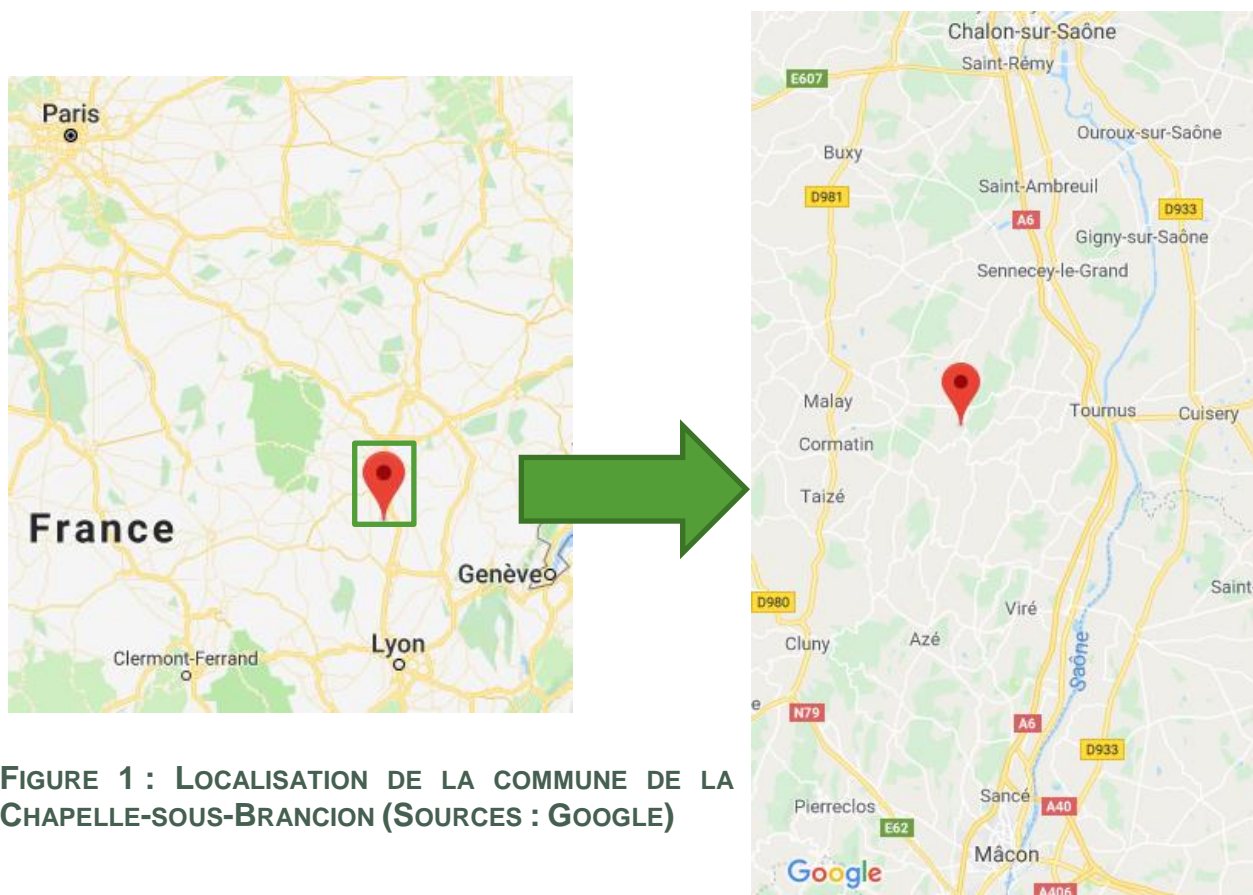 Paris
France
Genève
Clermont-Ferrand
Lyon
FIGURE 1 : LOCALISATION DE LA COMMUNE DE LA
CHAPELLE-SOUS-BRANCION (SOURCES : GOOGLE)
Chalon-sur-Saône
Saint-Rémy
E607
Ouroux-sur-Saône
Buxy
Saint-Ambreuil
D981
D933
A6
Gigny-sur-Saône
Sennecey-le-Grand
Malay
Tournus
Cuisery
Cormatin
Taizé
Saint
D980
Viré
Cluny
Azé
Saône
e
N79
A6
D933
Sancé
Pierreclos
A40
E62
Mâcon
Google
A406